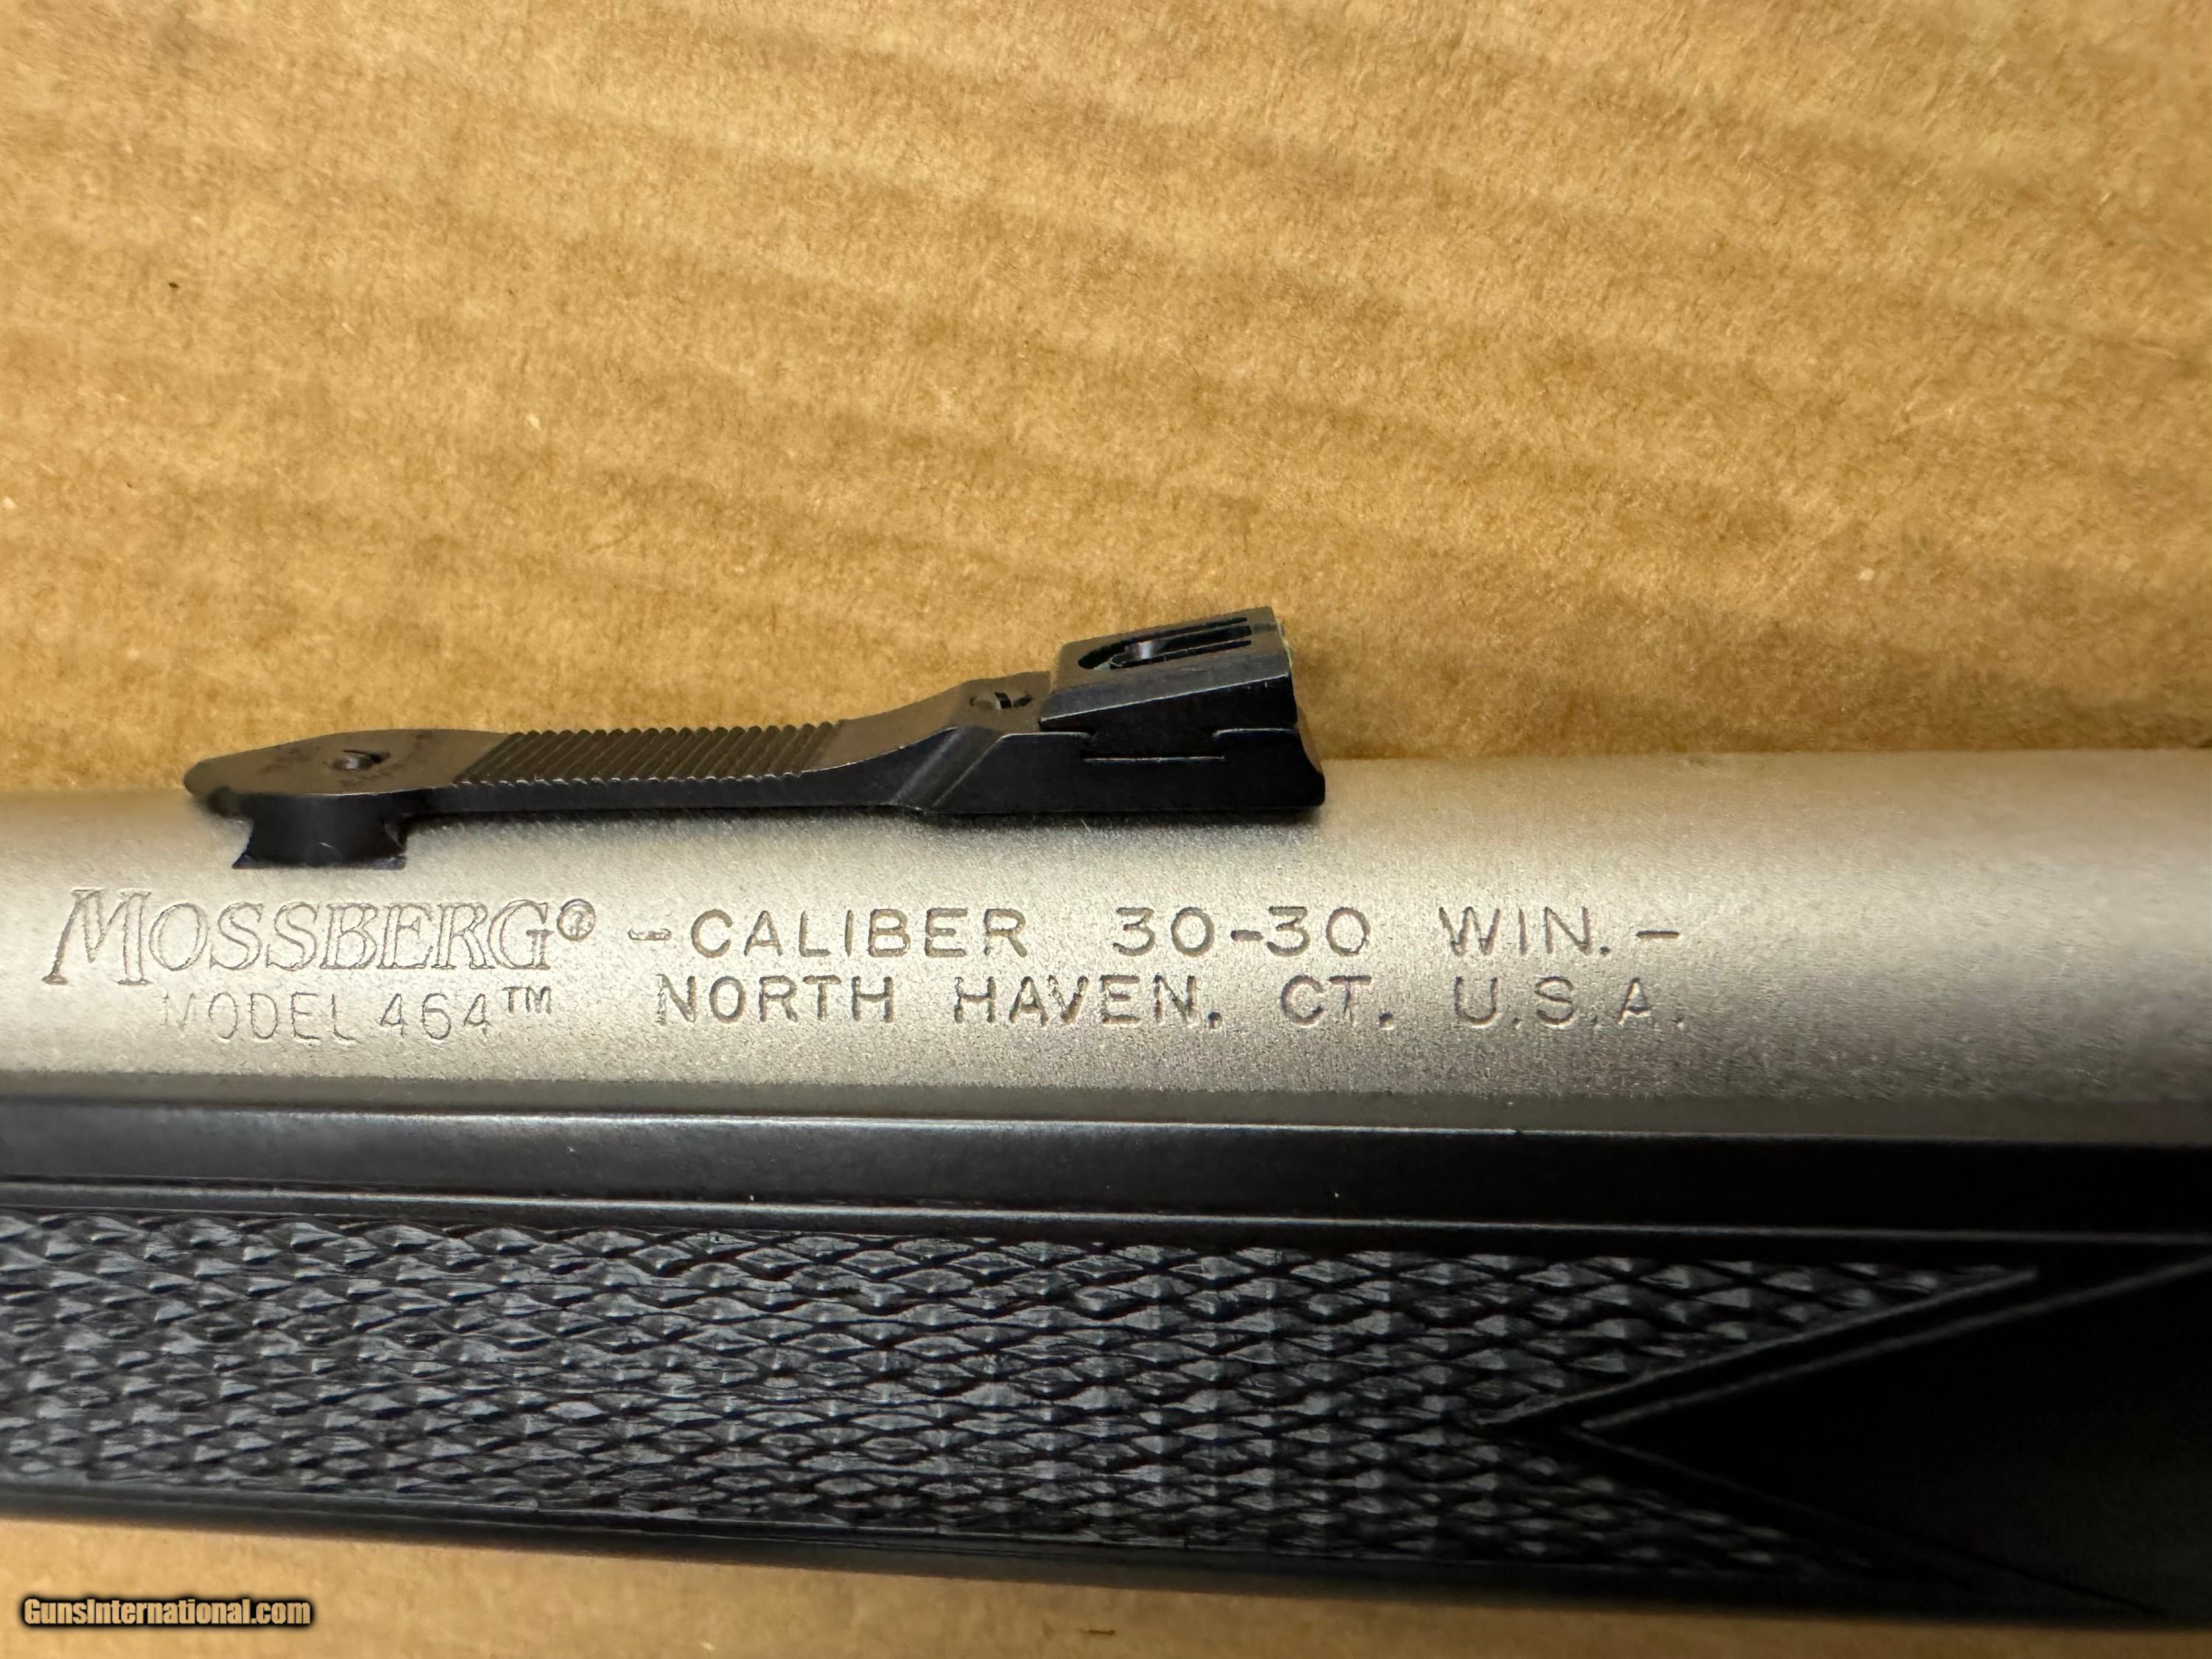 MOSSBERG® -CALIBER 30-30 WIN.-
MODEL 464™ NORTH HAVEN, CT. U.S.A.
GunsInternational.com